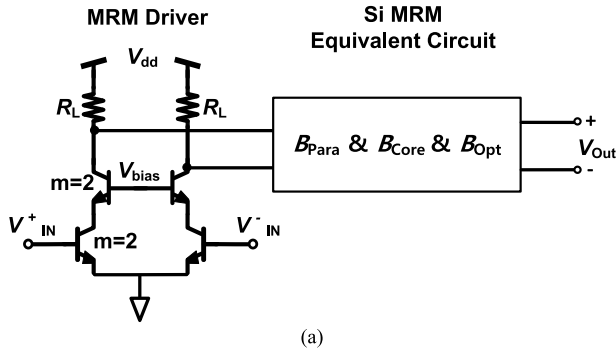 MRM Driver
Si MRM
Equivalent Circuit
Vdd
RL
RL
BPara & BCore & BOpt
+
VOut
-
m=2
Vbias
V+ IN
m=2
V- IN
(a)